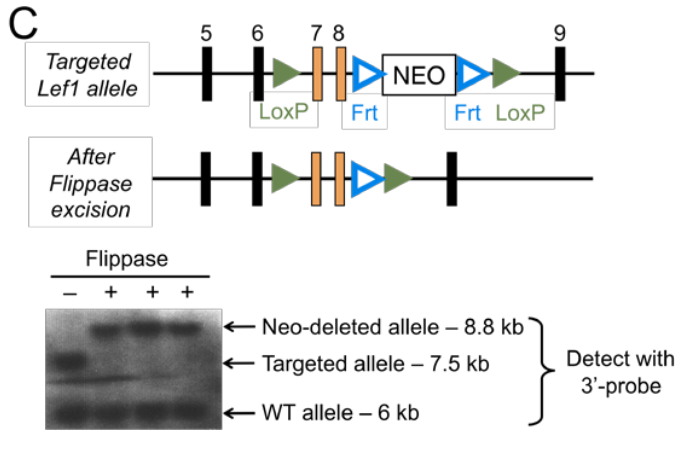 C
5 6 7 8 9
Targeted
Lef1 allele
NEO
LoxP Frt Frt LoxP
After
Flippase
excision
Flippase
– + + +
Neo-deleted allele – 8.8 kb
Targeted allele – 7.5 kb
WT allele – 6 kb
Detect with
3’-probe